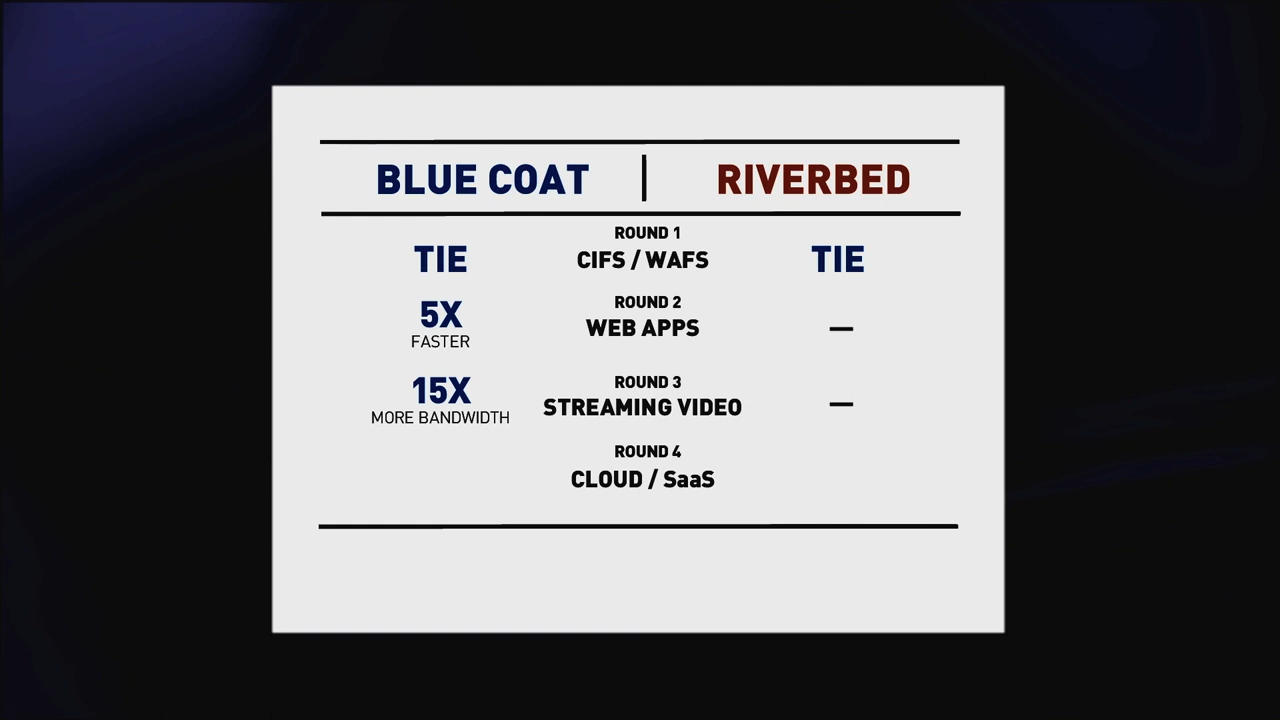 BLUE COAT | RIVERBED
ROUND 1
TIE CIFS / WAFS TIE
ROUND 2
5X WEB APPS —
FASTER
ROUND 3
15X STREAMING VIDEO —
MORE BANDWIDTH
ROUND 4
CLOUD / SaaS